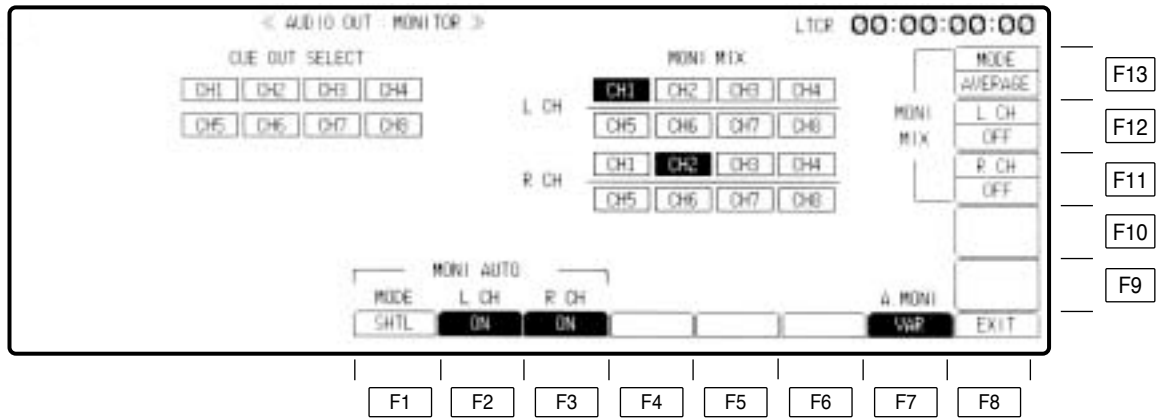 < AUDIO OUT : MONITOR > LTCR 00:00:00:00
CUE OUT SELECT MONI MIX MODE
CH1 CH2 CH3 CH4 CH1 CH2 CH3 CH4 AVERAGE F13
L CH MONI L CH
CH5 CH6 CH7 CH8 CH5 CH6 CH7 CH8 MIX OFF F12
CH1 CH2 CH3 CH4 R CH F11
R CH OFF
CH5 CH6 CH7 CH8
F10
MONI AUTO F9
MODE L CH R CH A MONI
SHTL ON ON VAR EXIT
F1 F2 F3 F4 F5 F6 F7 F8